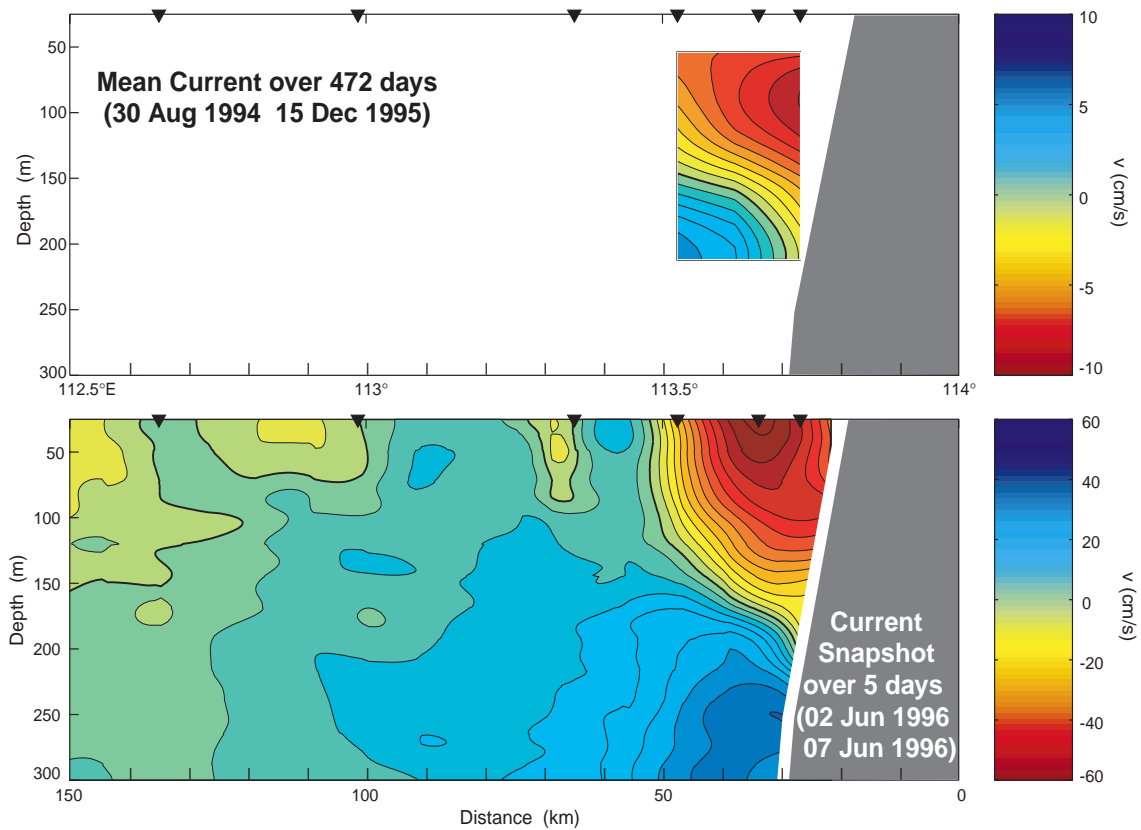 50
100
150
200
250
300
Depth (m)
Mean Current over 472 days
(30 Aug 1994 15 Dec 1995)
112.5°E
113°
113.5°
114°
10
5
0
-5
-10
v (cm/s)
50
100
150
200
250
300
Depth (m)
Current
Snapshot
over 5 days
(02 Jun 1996
07 Jun 1996)
150
100
50
0
Distance (km)
60
40
20
0
-20
-40
-60
v (cm/s)